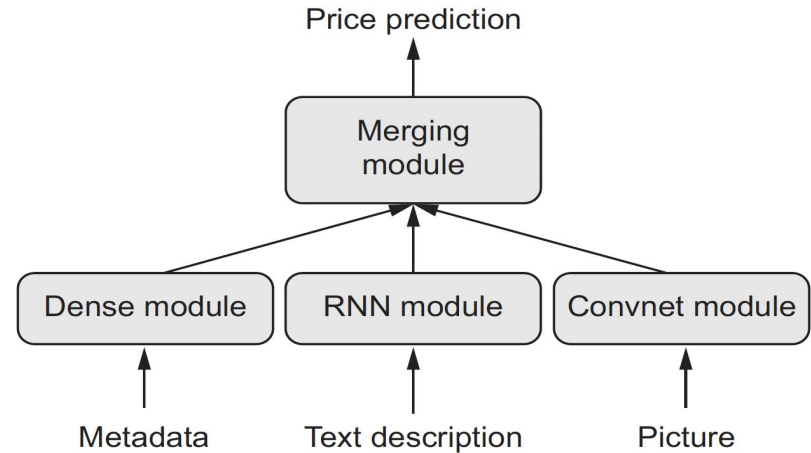 Price prediction
Merging
module
Dense module
RNN module
Convnet module
Metadata
Text description
Picture